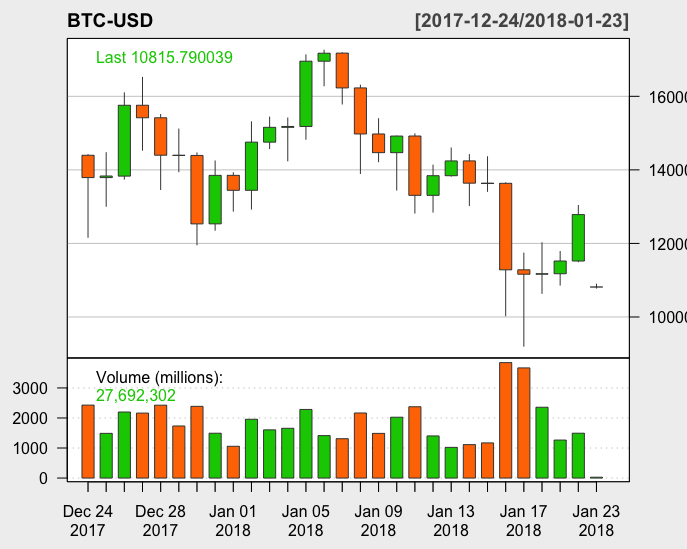 BTC-USD [2017-12-24/2018-01-23]
Last 10815.790039
16000
14000
12000
10000
Volume (millions):
27,692,302
3000
2000
1000
0
Dec 24 Dec 28 Jan 01 Jan 05 Jan 09 Jan 13 Jan 17 Jan 23
2017 2017 2018 2018 2018 2018 2018 2018